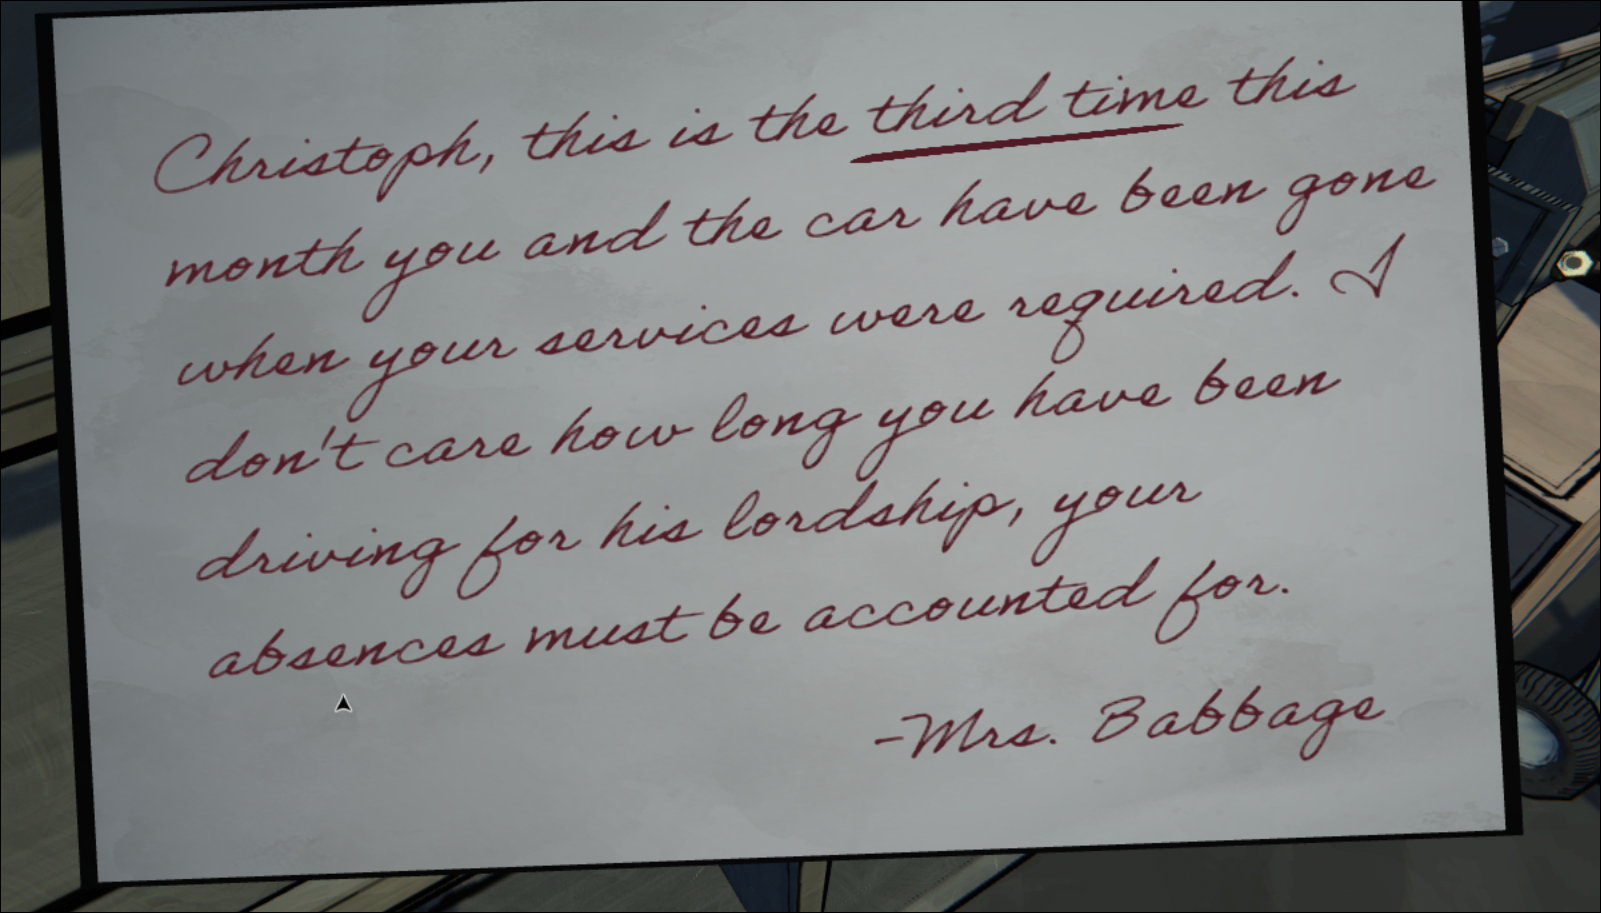 Christoph, this is the third time this
month you and the car have been gone
when your services were required. I
don't care how long you have been
driving for his lordship, your
absences must be accounted for.
-Mrs. Babbage